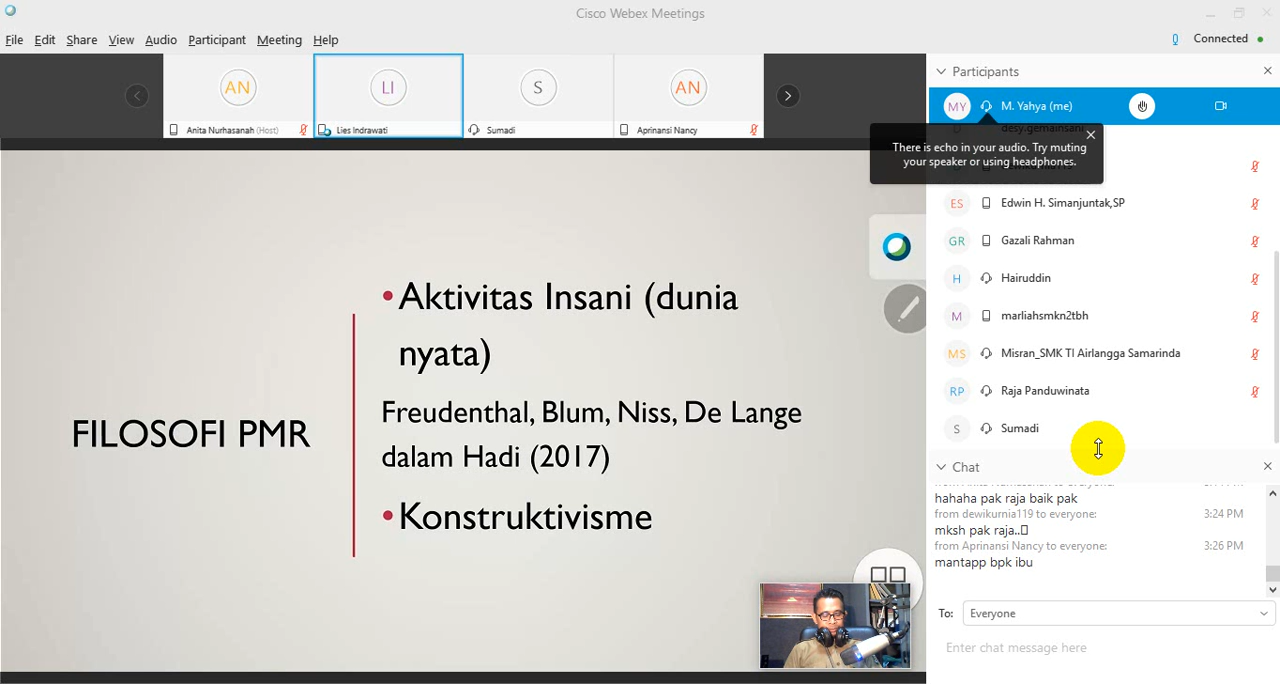 Cisco Webex Meetings
File Edit Share View Audio Participant Meeting Help
Connected
AN
Anita Nurhasanah (Host)
LI
Lies Indrawati
S
Sumadi
AN
Aprinansi Nancy
FILOSOFI PMR
•Aktivitas Insani (dunia
nyata)
Freudenthal, Blum, Niss, De Lange
dalam Hadi (2017)
•Konstruktivisme
Participants
MY M. Yahya (me)
There is echo in your audio. Try muting
your speaker or using headphones.
ES Edwin H. Simanjuntak,SP
GR Gazali Rahman
H Hairuddin
M marliahsmkn2tbh
MS Misran_SMK TI Airlangga Samarinda
RP Raja Panduwinata
S Sumadi
Chat
hahaha pak raja baik pak
from dewikurnia119 to everyone: 3:24 PM
mksh pak raja..
from Aprinansi Nancy to everyone: 3:26 PM
mantapp bpk ibu
To: Everyone
Enter chat message here